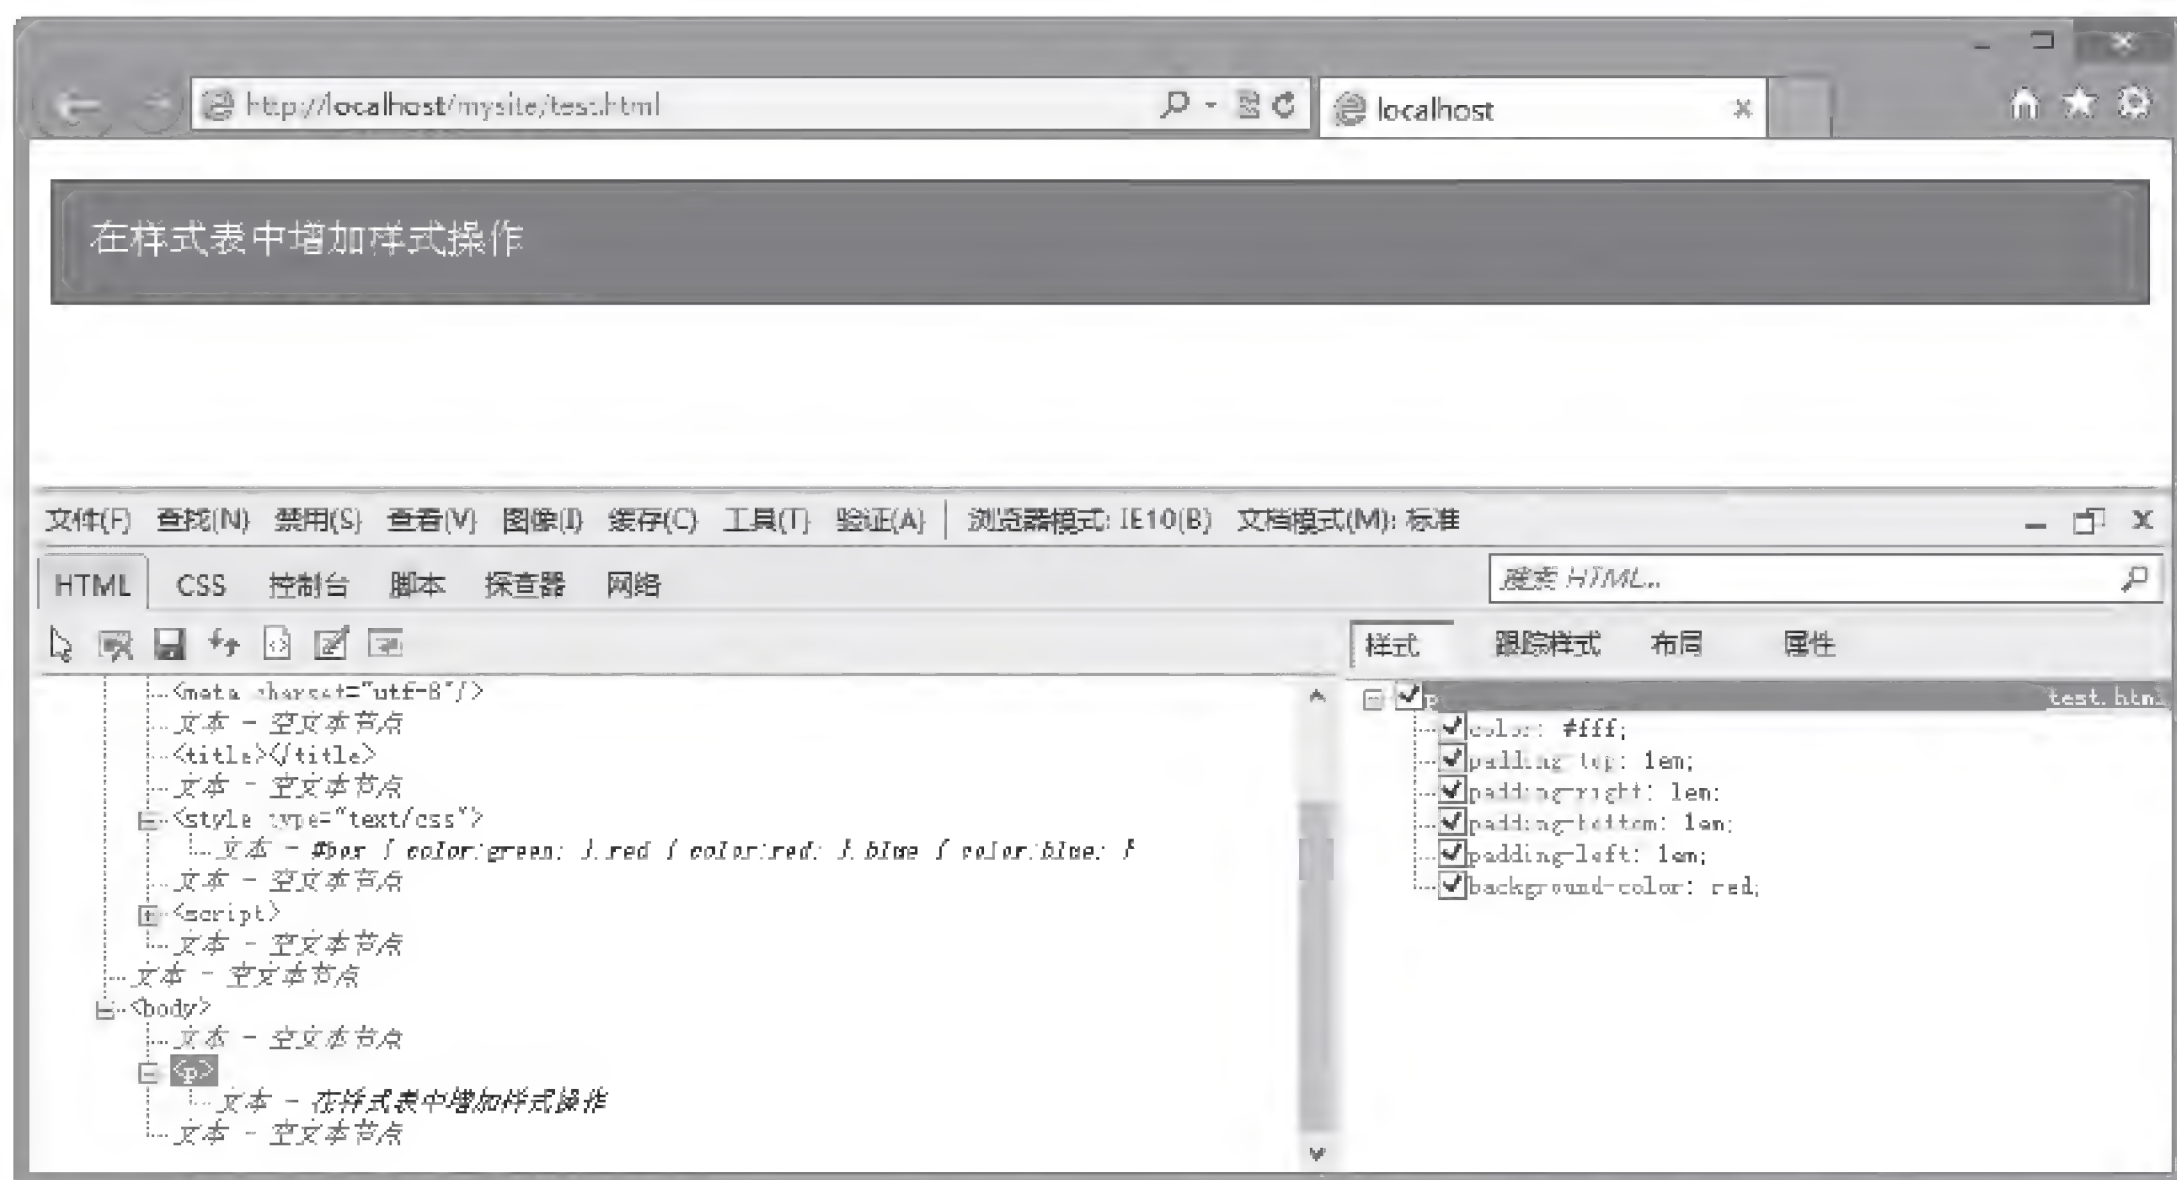 http://localhost/mysite/test.html
localhost
在样式表中增加样式操作
文件(F) 查找(N) 禁用(S) 查看(V) 图像(I) 缓存(C) 工具(T) 验证(A) 浏览器模式: IE10(B) 文档模式(M): 标准
HTML CSS 控制台 脚本 探查器 网络
搜索 HTML...
样式 跟踪样式 布局 属性
<meta charset="utf-8"/>
文本 - 空文本节点
<title></title>
文本 - 空文本节点
<style type="text/css">
文本 - #box { color:green; }.red { color:red; }.blue { color:blue; }
文本 - 空文本节点
<script>
文本 - 空文本节点
文本 - 空文本节点
<body>
文本 - 空文本节点
<p>
文本 - 在样式表中增加样式操作
文本 - 空文本节点
p test.html
color: #fff;
padding-top: 1em;
padding-right: 1em;
padding-bottom: 1em;
padding-left: 1em;
background-color: red;